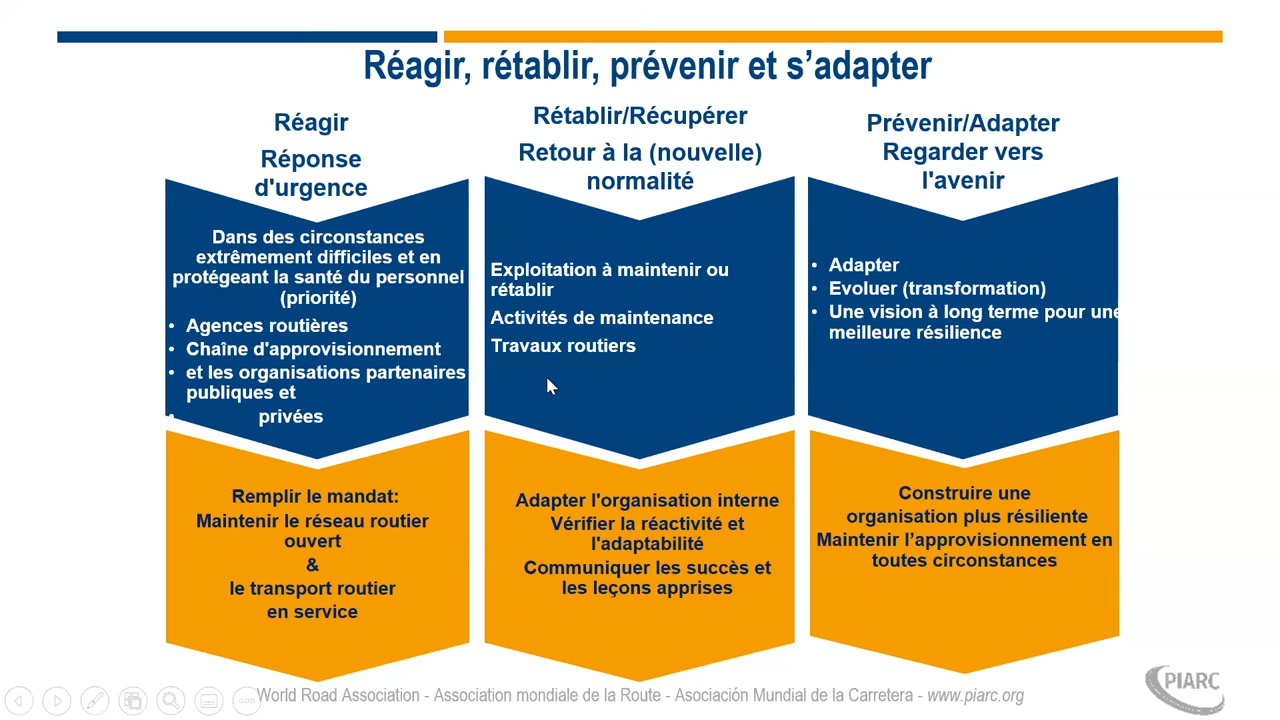 Réagir, rétablir, prévenir et s’adapter
Réagir
Réponse
d'urgence
Dans des circonstances
extrêmement difficiles et en
protégeant la santé du personnel
(priorité)
• Agences routières
• Chaîne d'approvisionnement
• et les organisations partenaires
publiques et
• privées
Remplir le mandat:
Maintenir le réseau routier
ouvert
&
le transport routier
en service
Rétablir/Récupérer
Retour à la (nouvelle)
normalité
Exploitation à maintenir ou
rétablir
Activités de maintenance
Travaux routiers
Adapter l'organisation interne
Vérifier la réactivité et
l'adaptabilité
Communiquer les succès et
les leçons apprises
Prévenir/Adapter
Regarder vers
l'avenir
• Adapter
• Evoluer (transformation)
• Une vision à long terme pour une
meilleure résilience
Construire une
organisation plus résiliente
Maintenir l’approvisionnement en
toutes circonstances
World Road Association - Association mondiale de la Route - Asociación Mundial de la Carretera - www.piarc.org
PIARC